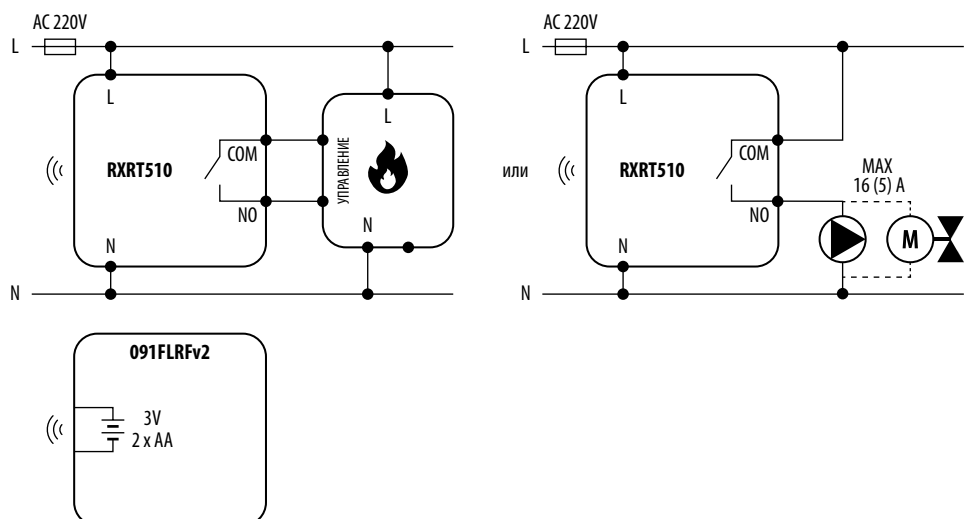 AC 220V
L
L
RXRT510
COM
NO
N
N
L
УПРАВЛЕНИЕ
N
или
AC 220V
L
L
RXRT510
COM
NO
N
N
MAX
16 (5) A
M
091FLRFv2
3V
2 x AA